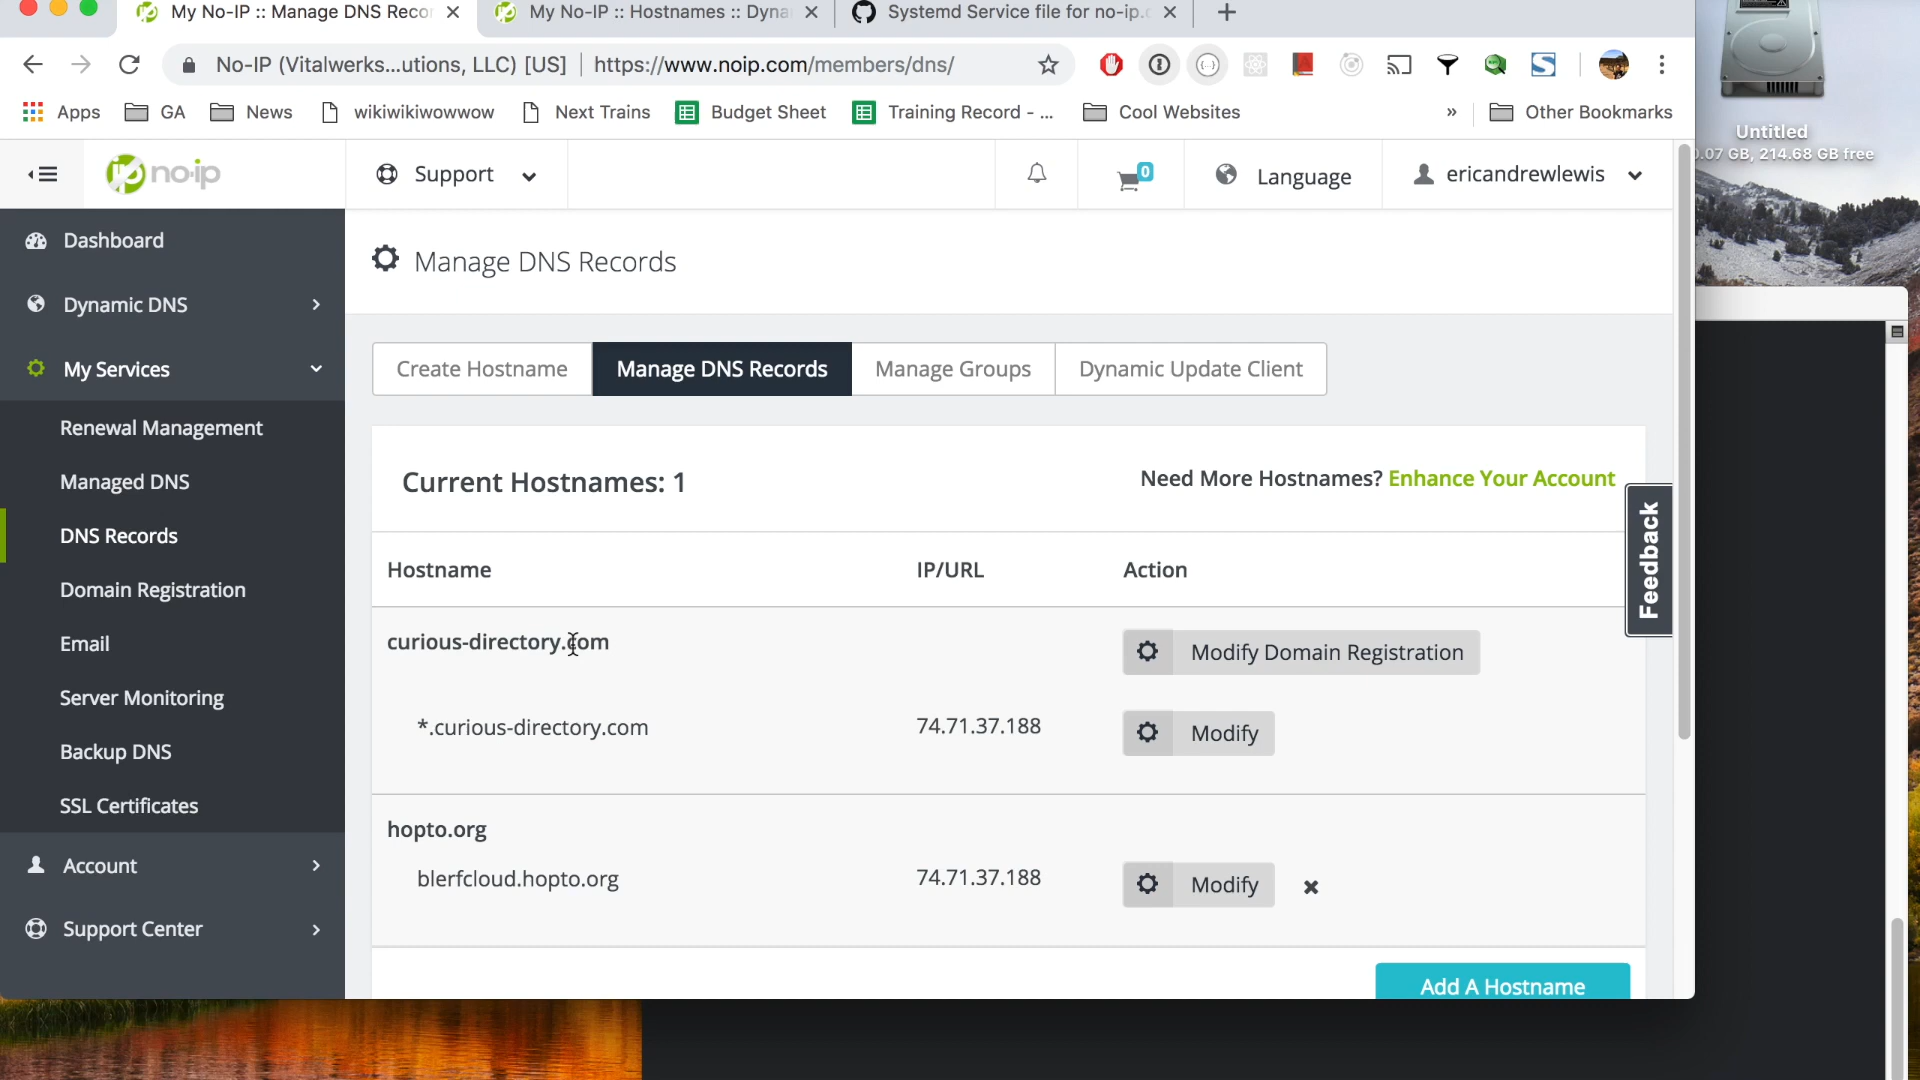 My No-IP :: Manage DNS Recor
My No-IP :: Hostnames :: Dyna
Systemd Service file for no-ip.c
No-IP (Vitalwerks...utions, LLC) [US] https://www.noip.com/members/dns/
Apps GA News wikiwikiwowwow Next Trains Budget Sheet Training Record - ... Cool Websites » Other Bookmarks
Untitled
0.07 GB, 214.68 GB free
no-ip Support 0 Language ericandrewlewis
Dashboard
Dynamic DNS
My Services
Renewal Management
Managed DNS
DNS Records
Domain Registration
Email
Server Monitoring
Backup DNS
SSL Certificates
Account
Support Center
Manage DNS Records
Create Hostname Manage DNS Records Manage Groups Dynamic Update Client
Current Hostnames: 1 Need More Hostnames? Enhance Your Account
Hostname IP/URL Action
curious-directory.com Modify Domain Registration
*.curious-directory.com 74.71.37.188 Modify
hopto.org
blerfcloud.hopto.org 74.71.37.188 Modify
Add A Hostname
Feedback